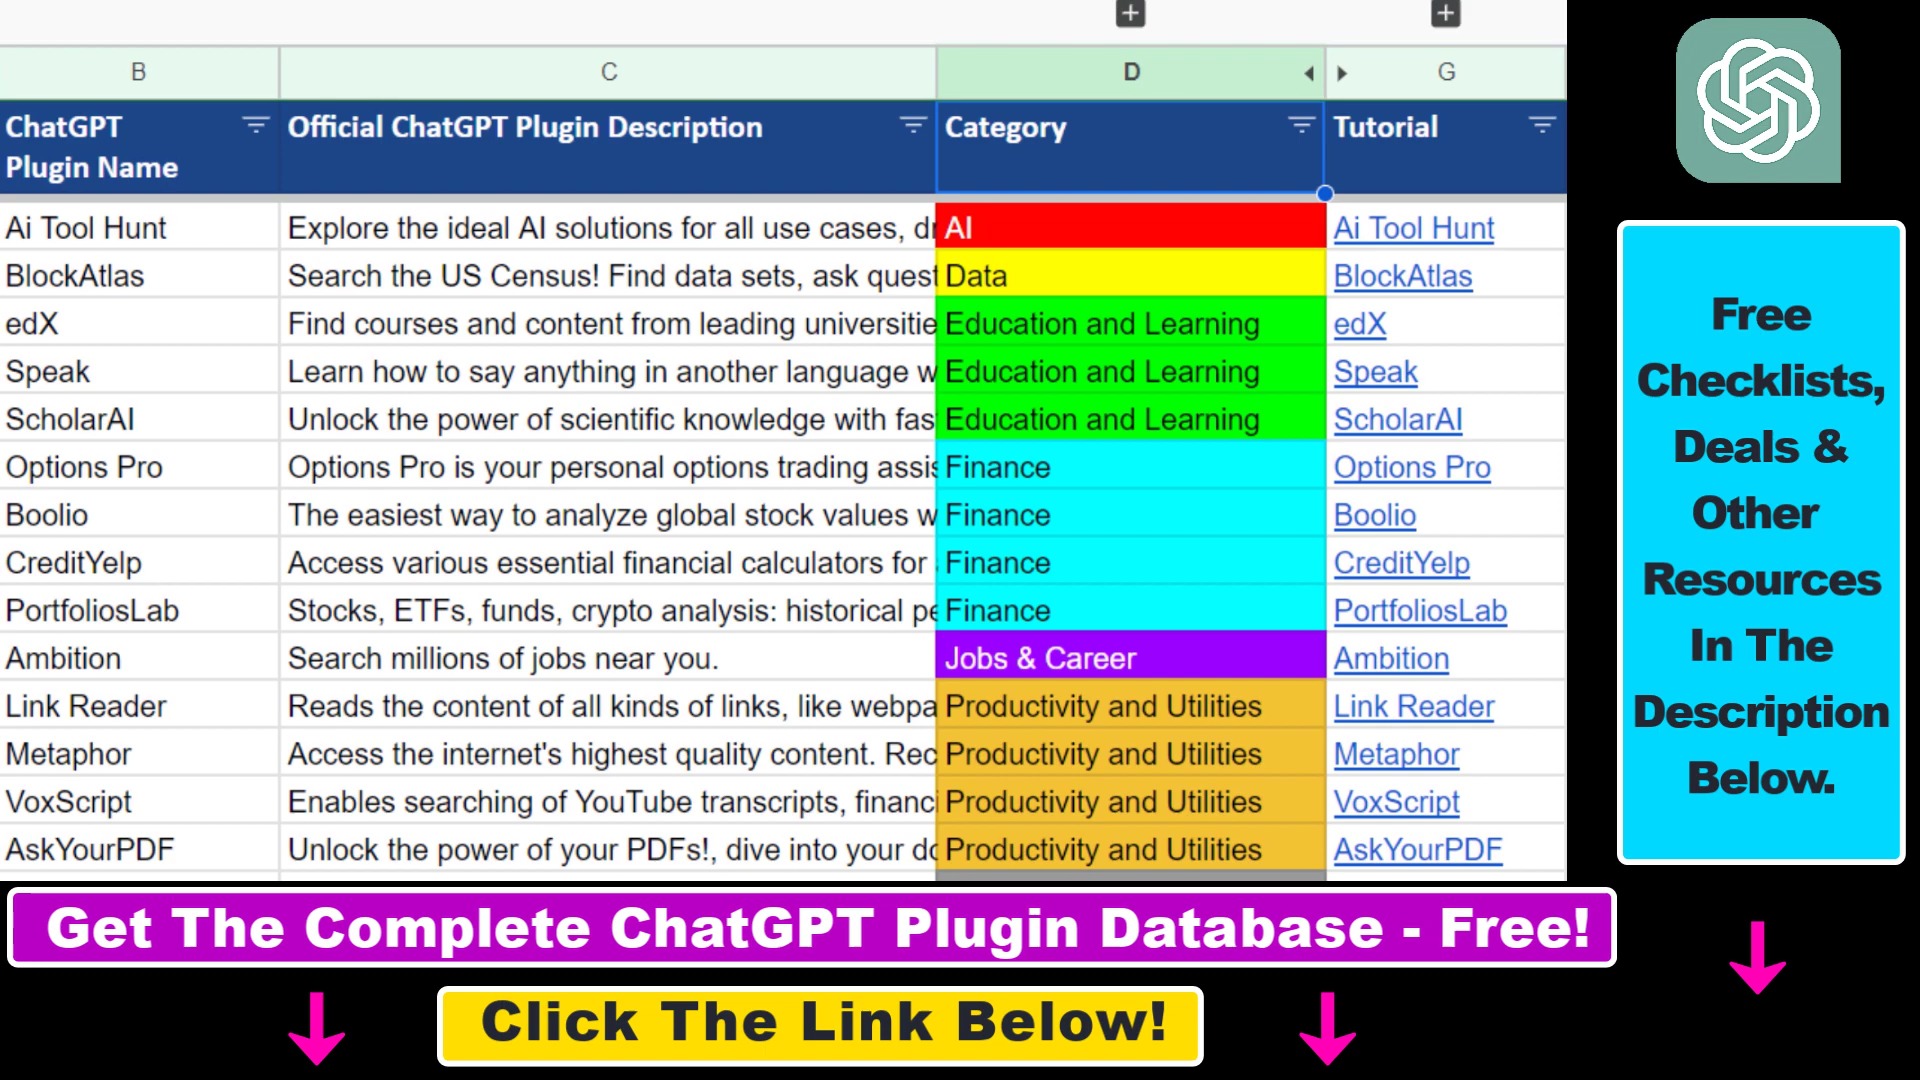 B C D G
ChatGPT Plugin Name Official ChatGPT Plugin Description Category Tutorial
Ai Tool Hunt Explore the ideal AI solutions for all use cases, AI Ai Tool Hunt
BlockAtlas Search the US Census! Find data sets, ask Data BlockAtlas
edX Find courses and content from leading Education and Learning edX
Speak Learn how to say anything in another language Education and Learning Speak
ScholarAI Unlock the power of scientific knowledge with Education and Learning ScholarAI
Options Pro Options Pro is your personal options trading Finance Options Pro
Boolio The easiest way to analyze global stock values Finance Boolio
CreditYelp Access various essential financial calculators for Finance CreditYelp
PortfoliosLab Stocks, ETFs, funds, crypto analysis: historical Finance PortfoliosLab
Ambition Search millions of jobs near you. Jobs & Career Ambition
Link Reader Reads the content of all kinds of links, like Productivity and Utilities Link Reader
Metaphor Access the internet's highest quality content. Productivity and Utilities Metaphor
VoxScript Enables searching of YouTube transcripts, Productivity and Utilities VoxScript
AskYourPDF Unlock the power of your PDFs!, dive into your Productivity and Utilities AskYourPDF
Free
Checklists,
Deals &
Other
Resources
In The
Description
Below.
Get The Complete ChatGPT Plugin Database - Free!
Click The Link Below!